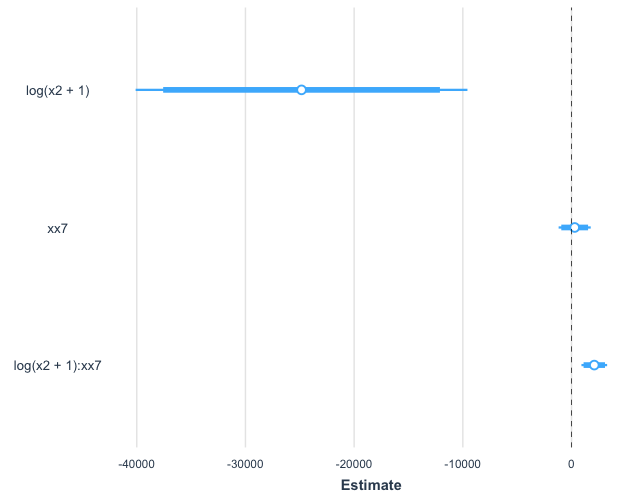 log(x2 + 1)
xx7
log(x2 + 1):xx7
-40000 -30000 -20000 -10000 0
Estimate